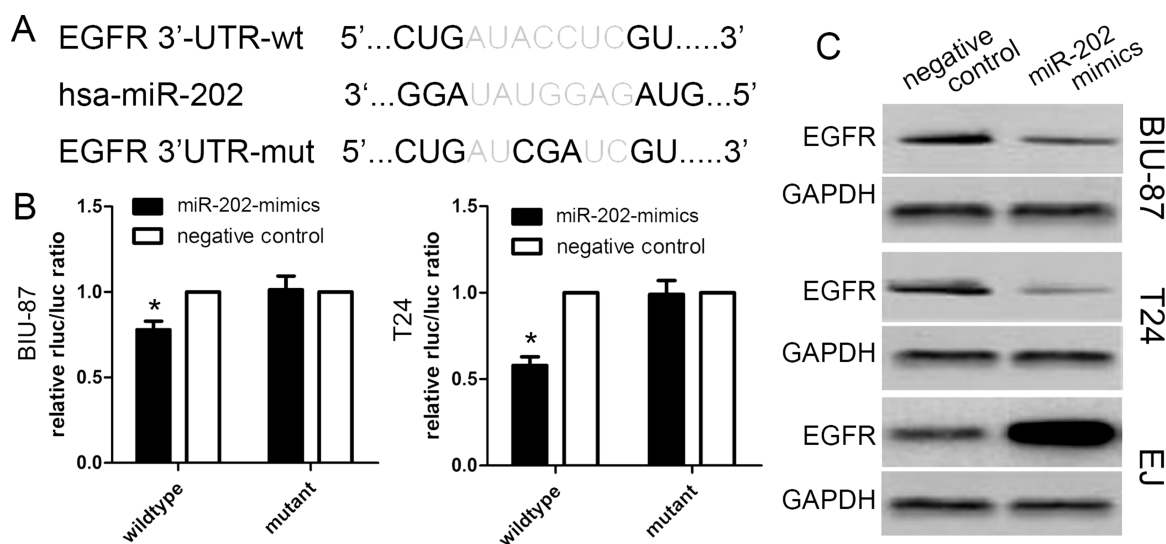 A
EGFR 3'-UTR-wt 5'...CUGAUACCUCGU.....3'
hsa-miR-202 3‘...GGAUAUGGAGAUG...5'
EGFR 3'UTR-mut 5'...CUGAUCGAUCGU.....3'
B
BIU-87
relative rluc/luc ratio
1.5
1.0
0.5
0.0
miR-202-mimics
negative control
*
wildtype
mutant
T24
relative rluc/luc ratio
1.5
1.0
0.5
0.0
miR-202-mimics
negative control
*
wildtype
mutant
C
negative control
miR-202 mimics
EGFR
GAPDH
BIU-87
EGFR
GAPDH
T24
EGFR
GAPDH
EJ